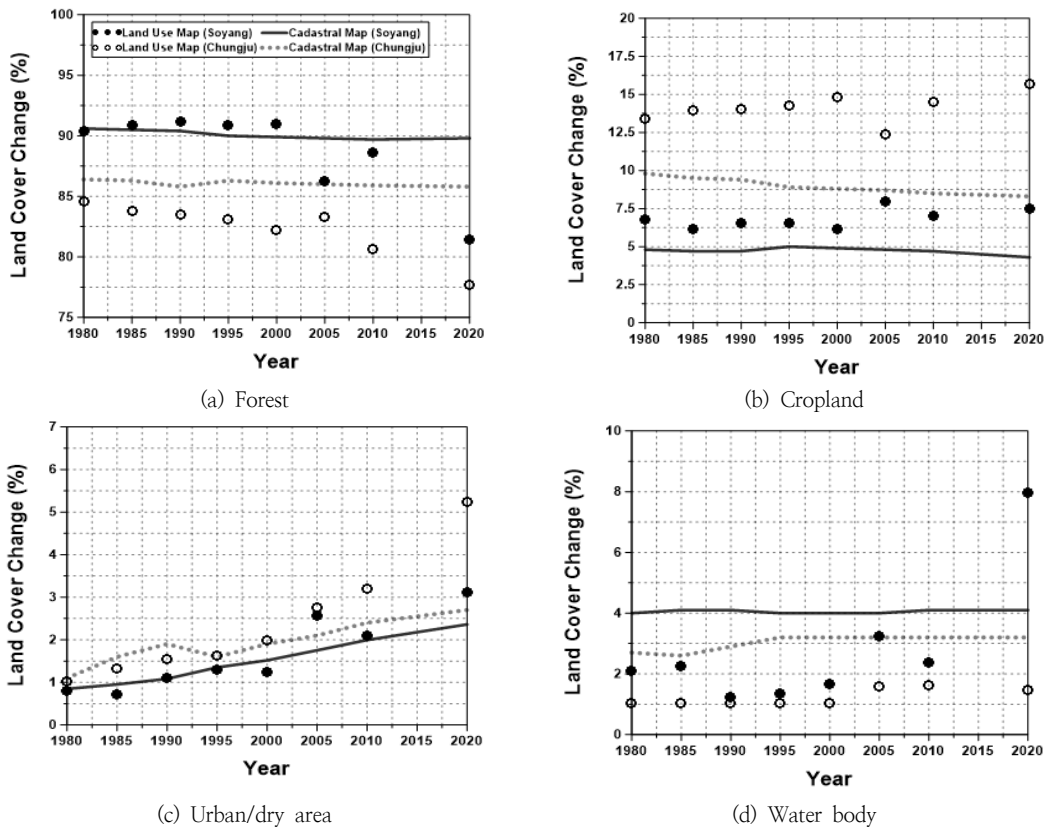 Land Cover Change (%)
100
95
90
85
80
75
Land Use Map (Soyang) Cadastral Map (Soyang)
Land Use Map (Chungju) Cadastral Map (Chungju)
1980 1985 1990 1995 2000 2005 2010 2015 2020
Year
(a) Forest
Land Cover Change (%)
20
17.5
15
12.5
10
7.5
5
2.5
0
1980 1985 1990 1995 2000 2005 2010 2015 2020
Year
(b) Cropland
Land Cover Change (%)
7
6
5
4
3
2
1
0
1980 1985 1990 1995 2000 2005 2010 2015 2020
Year
(c) Urban/dry area
Land Cover Change (%)
10
8
6
4
2
0
1980 1985 1990 1995 2000 2005 2010 2015 2020
Year
(d) Water body